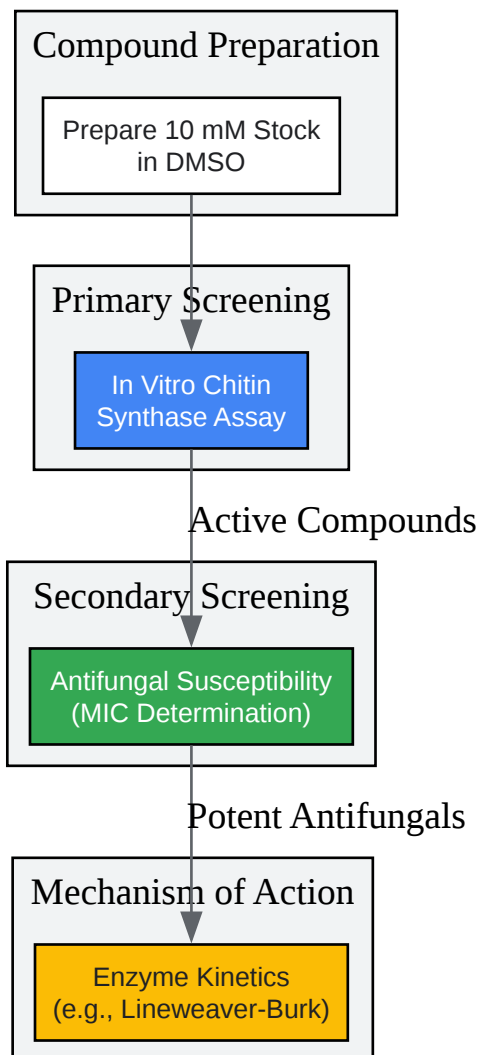 Compound Preparation
Prepare 10 mM Stock
in DMSO
Primary Screening
In Vitro Chitin
Synthase Assay
Active Compounds
Secondary Screening
Antifungal Susceptibility
(MIC Determination)
Potent Antifungals
Mechanism of Action
Enzyme Kinetics
(e.g., Lineweaver-Burk)